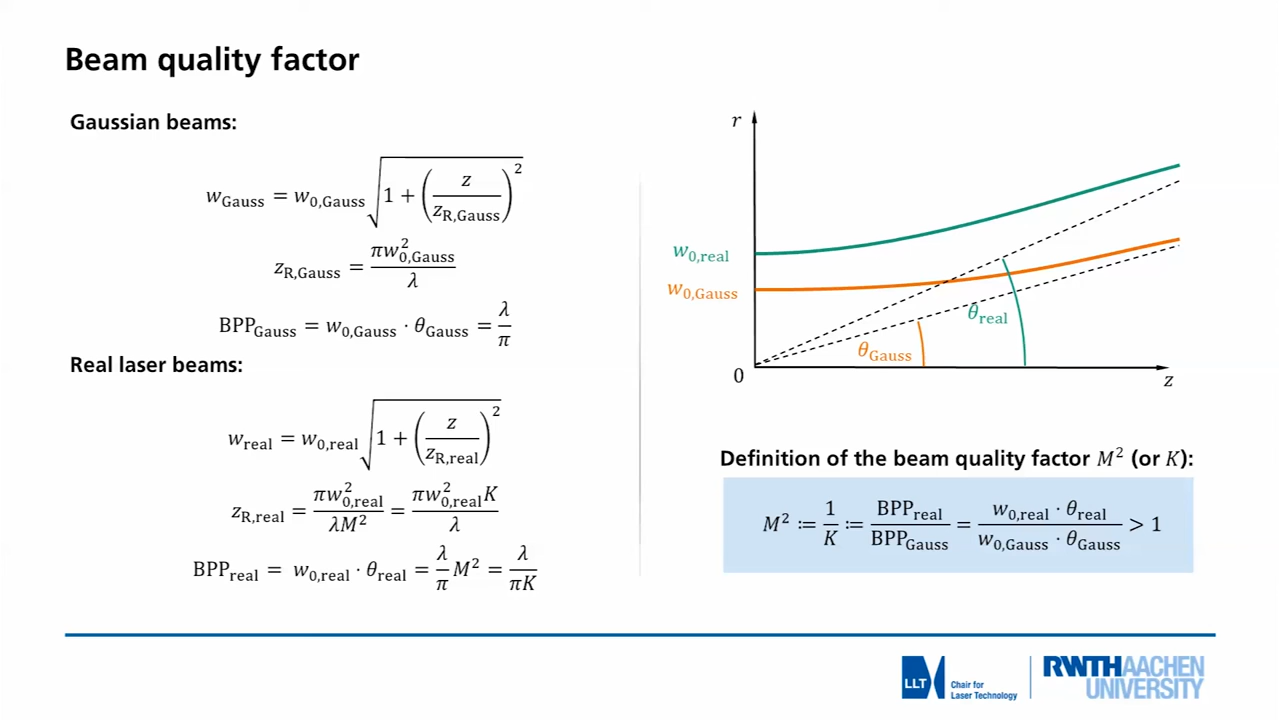 Beam quality factor
Gaussian beams:
w_Gauss = w_0,Gauss √(1 + (z / z_R,Gauss)²)
z_R,Gauss = πw²_0,Gauss / λ
BPP_Gauss = w_0,Gauss · θ_Gauss = λ / π
Real laser beams:
w_real = w_0,real √(1 + (z / z_R,real)²)
z_R,real = πw²_0,real / λM² = πw²_0,real K / λ
BPP_real = w_0,real · θ_real = λ / π M² = λ / πK
r
w_0,real
w_0,Gauss
θ_real
θ_Gauss
0
z
Definition of the beam quality factor M² (or K):
M² ≔ 1 / K ≔ BPP_real / BPP_Gauss = w_0,real · θ_real / w_0,Gauss · θ_Gauss > 1
LLT
Chair for
Laser Technology
RWTHAACHEN
UNIVERSITY